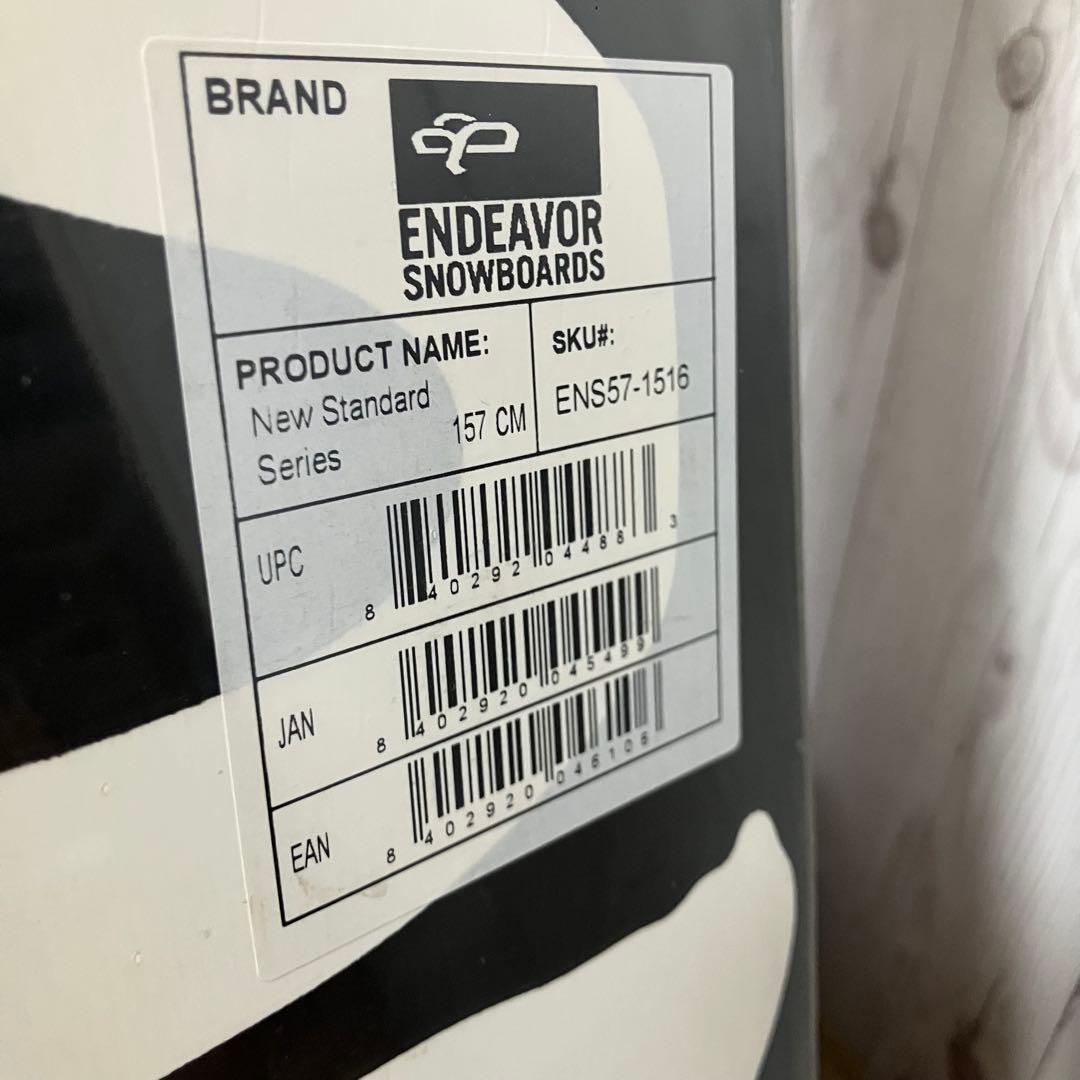 BRAND
ENDEAVOR
SNOWBOARDS
PRODUCT NAME:
New Standard
Series
157 CM
SKU#:
ENS57-1516
UPC
8 40292 04488 3
JAN
8 402920 045499
EAN
8 402920 046106